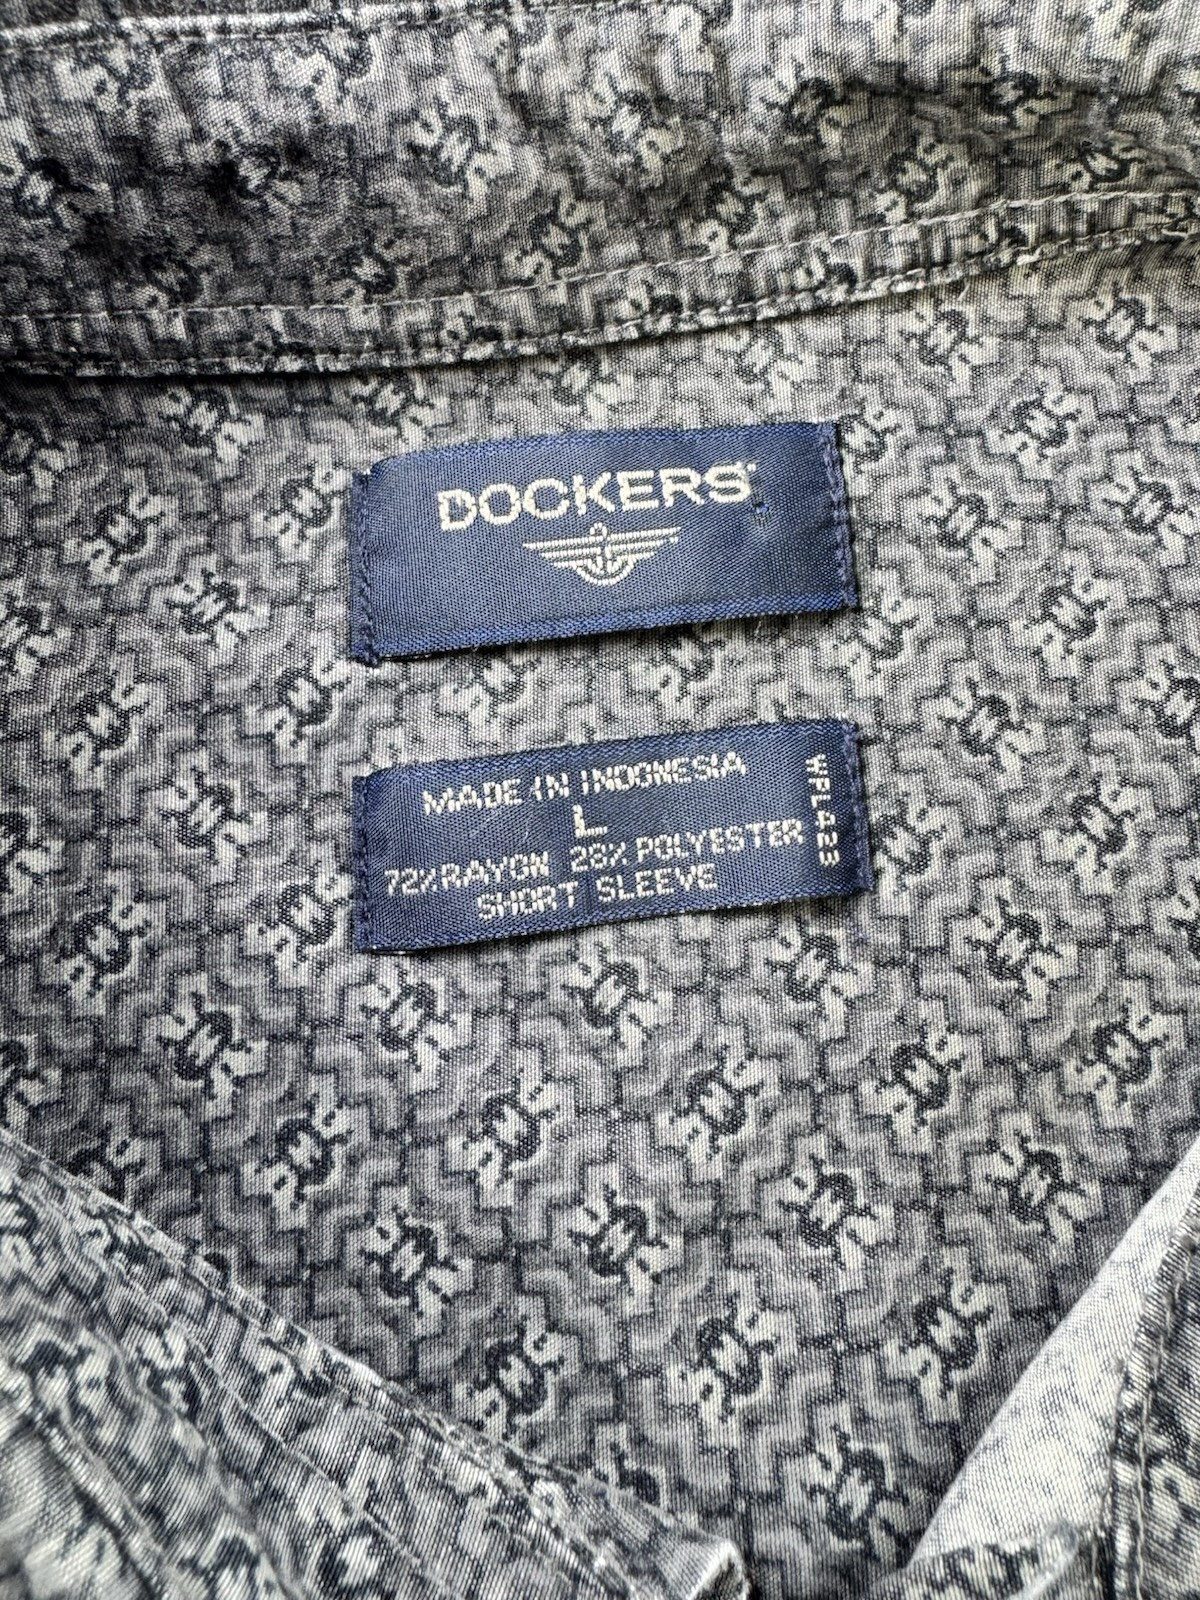 DOCKERS
MADE IN INDONESIA
L
72% RAYON 28% POLYESTER
SHORT SLEEVE
WPL423